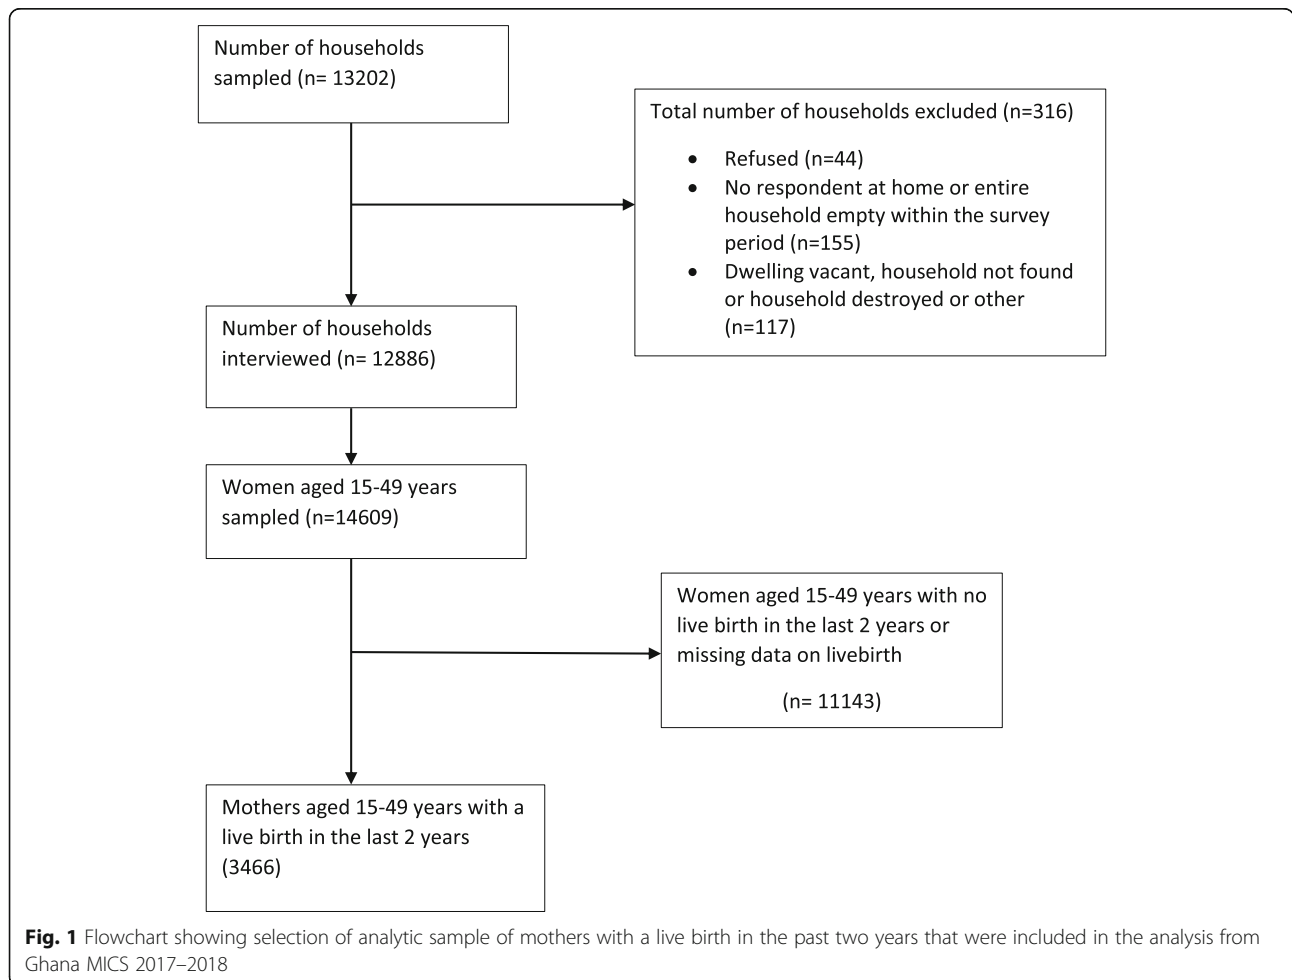 Number of households
sampled (n= 13202)
Total number of households excluded (n=316)
• Refused (n=44)
• No respondent at home or entire
household empty within the survey
period (n=155)
• Dwelling vacant, household not found
or household destroyed or other
(n=117)
Number of households
interviewed (n= 12886)
Women aged 15-49 years
sampled (n=14609)
Women aged 15-49 years with no
live birth in the last 2 years or
missing data on livebirth
(n= 11143)
Mothers aged 15-49 years with a
live birth in the last 2 years
(3466)
Fig. 1 Flowchart showing selection of analytic sample of mothers with a live birth in the past two years that were included in the analysis from
Ghana MICS 2017–2018